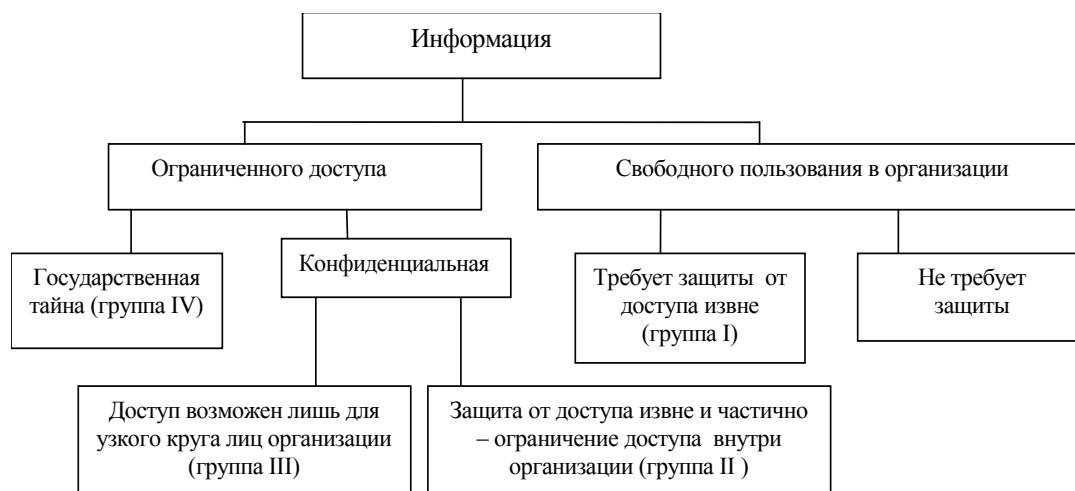 Информация
Ограниченного доступа
Свободного пользования в организации
Государственная
тайна (группа IV)
Конфиденциальная
Требует защиты от
доступа извне
(группа I)
Не требует
защиты
Доступ возможен лишь для
узкого круга лиц организации
(группа III)
Защита от доступа извне и частично
– ограничение доступа внутри
организации (группа II )